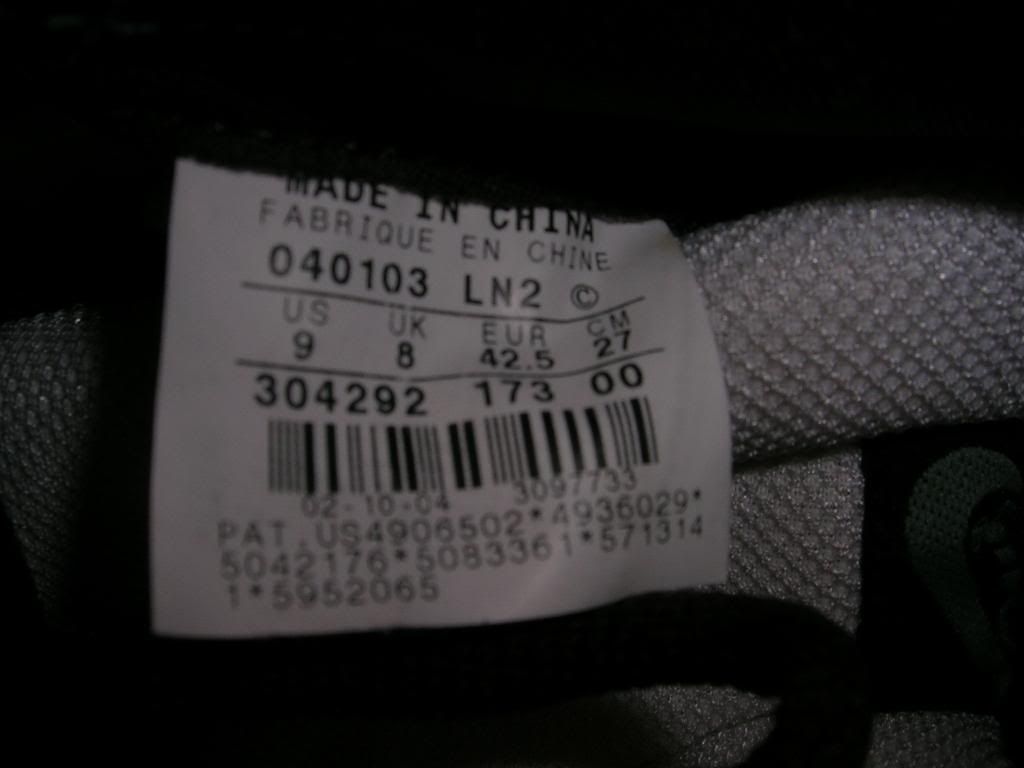 MADE IN CHINA
FABRIQUE EN CHINE
040103 LN2 ©
US UK EUR CM
9 8 42.5 27
304292 173 00
02-10-04 3097733
PAT.US4906502*4936029*
5042176*5083361*571314
1*5952065